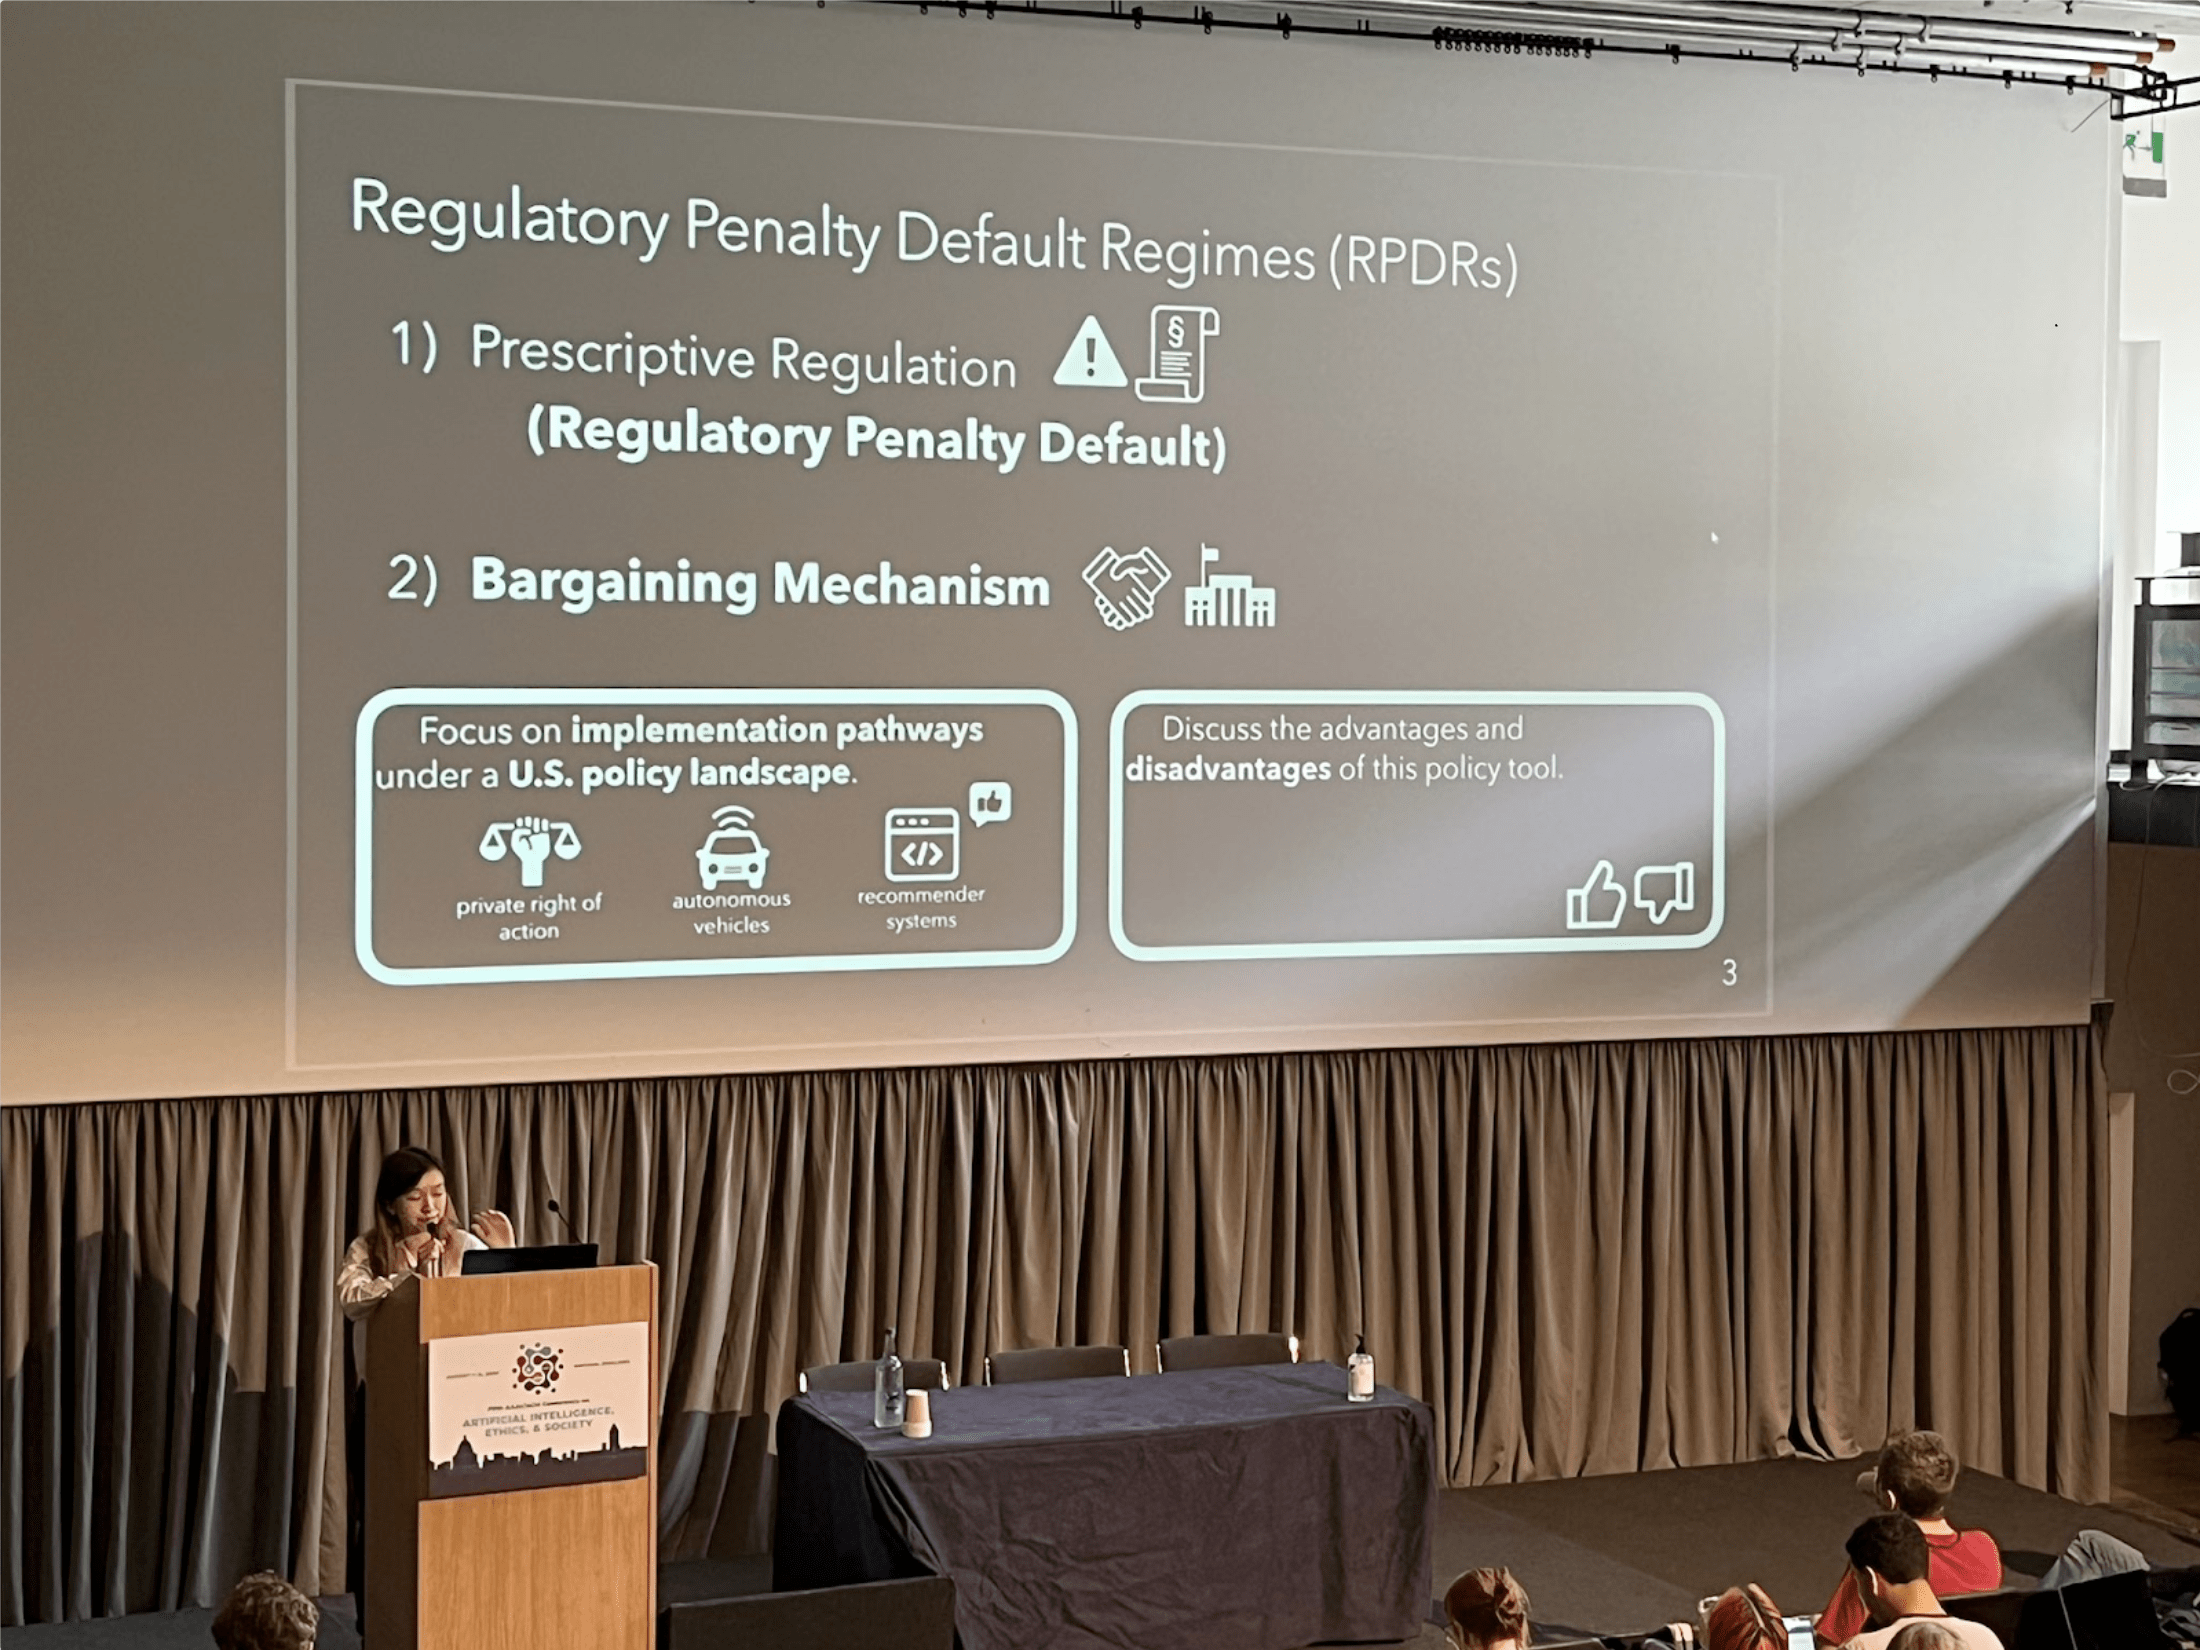 Regulatory Penalty Default Regimes (RPDRs)
1) Prescriptive Regulation
(Regulatory Penalty Default)
2) Bargaining Mechanism
Focus on implementation pathways
under a U.S. policy landscape.
private right of
action
autonomous
vehicles
recommender
systems
Discuss the advantages and
disadvantages of this policy tool.
3
ARTIFICIAL INTELLIGENCE,
ETHICS, & SOCIETY